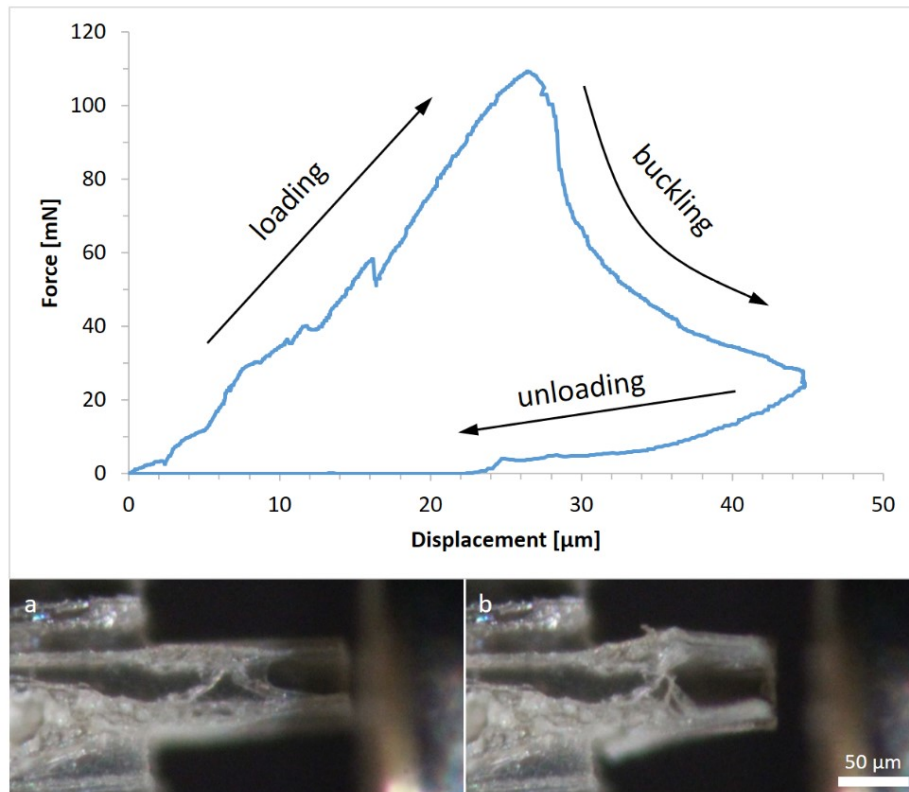 120
100
80
60
40
20
0
Force [mN]
loading
buckling
unloading
0 10 20 30 40 50
Displacement [µm]
a
b
50 µm